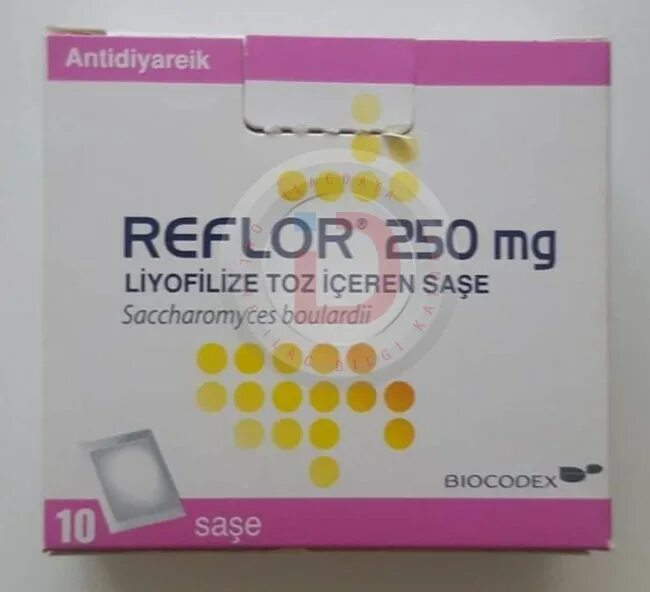 Antidiyareik
REFLOR® 250 mg
LİYOFİLİZE TOZ İÇEREN SAŞE
Saccharomyces boulardii
BIOCODEX
10 saşe